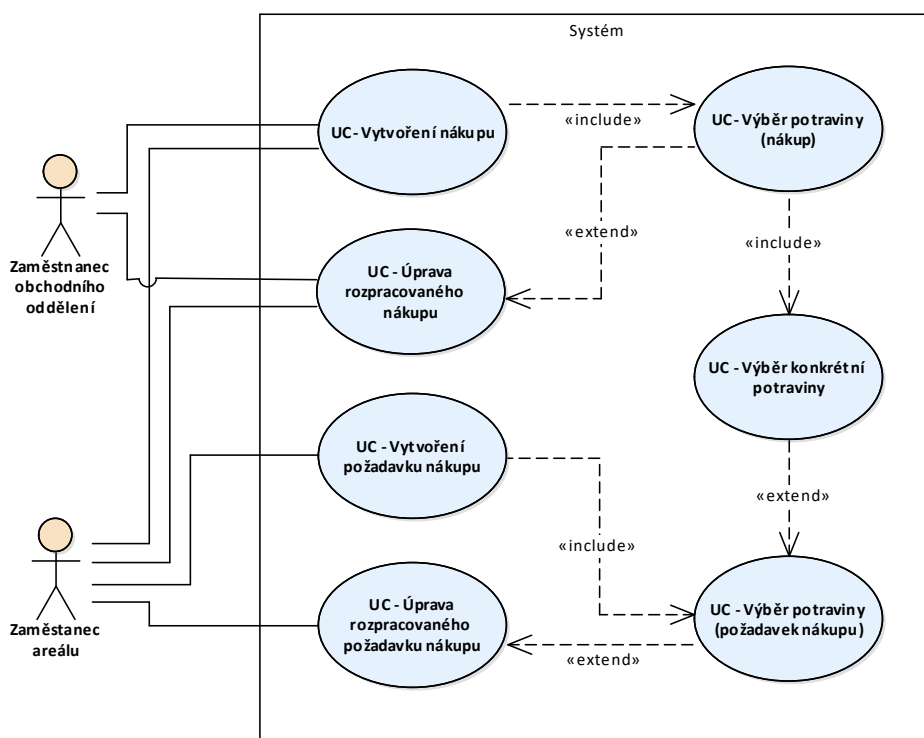 Systém
UC- Vytvoření nákupu
«include»
UC - Výběr potraviny
(nákup)
«extend»
«include»
Zaměstnanec
obchodního
oddělení
UC - Úprava
rozpracovaného
nákupu
UC - Výběr konkrétní
potraviny
UC - Vytvoření
požadavku nákupu
«extend»
«include»
Zaměstanec
areálu
UC - Úprava
rozpracovaného
požadavku nákupu
«extend»
UC - Výběr potraviny
(požadavek nákupu)